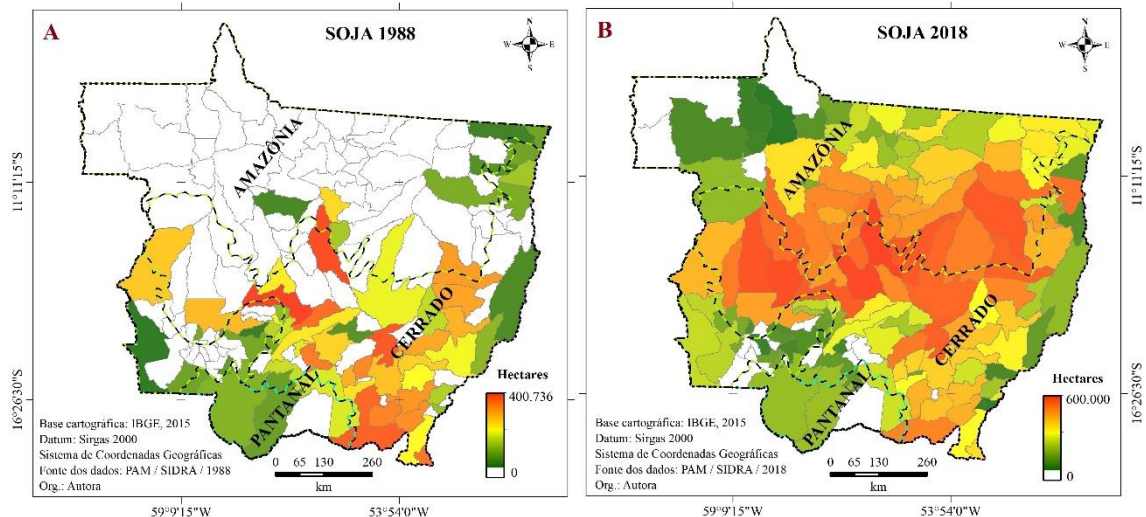 A
SOJA 1988
N
W
E
S
AMAZÔNIA
CERRADO
PANTANAL
11°11'15"S
16°26'30"S
Hectares
400.736
0
Base cartográfica: IBGE, 2015
Datum: Sirgas 2000
Sistema de Coordenadas Geográficas
Fonte dos dados: PAM / SIDRA / 1988
Org.: Autora
0 65 130 260
km
59°9'15"W
53°54'0"W
B
SOJA 2018
N
W
E
S
AMAZÔNIA
CERRADO
PANTANAL
11°11'15"S
16°26'30"S
Hectares
600.000
0
Base cartográfica: IBGE, 2015
Datum: Sirgas 2000
Sistema de Coordenadas Geográficas
Fonte dos dados: PAM / SIDRA / 2018
Org.: Autora
0 65 130 260
km
59°9'15"W
53°54'0"W